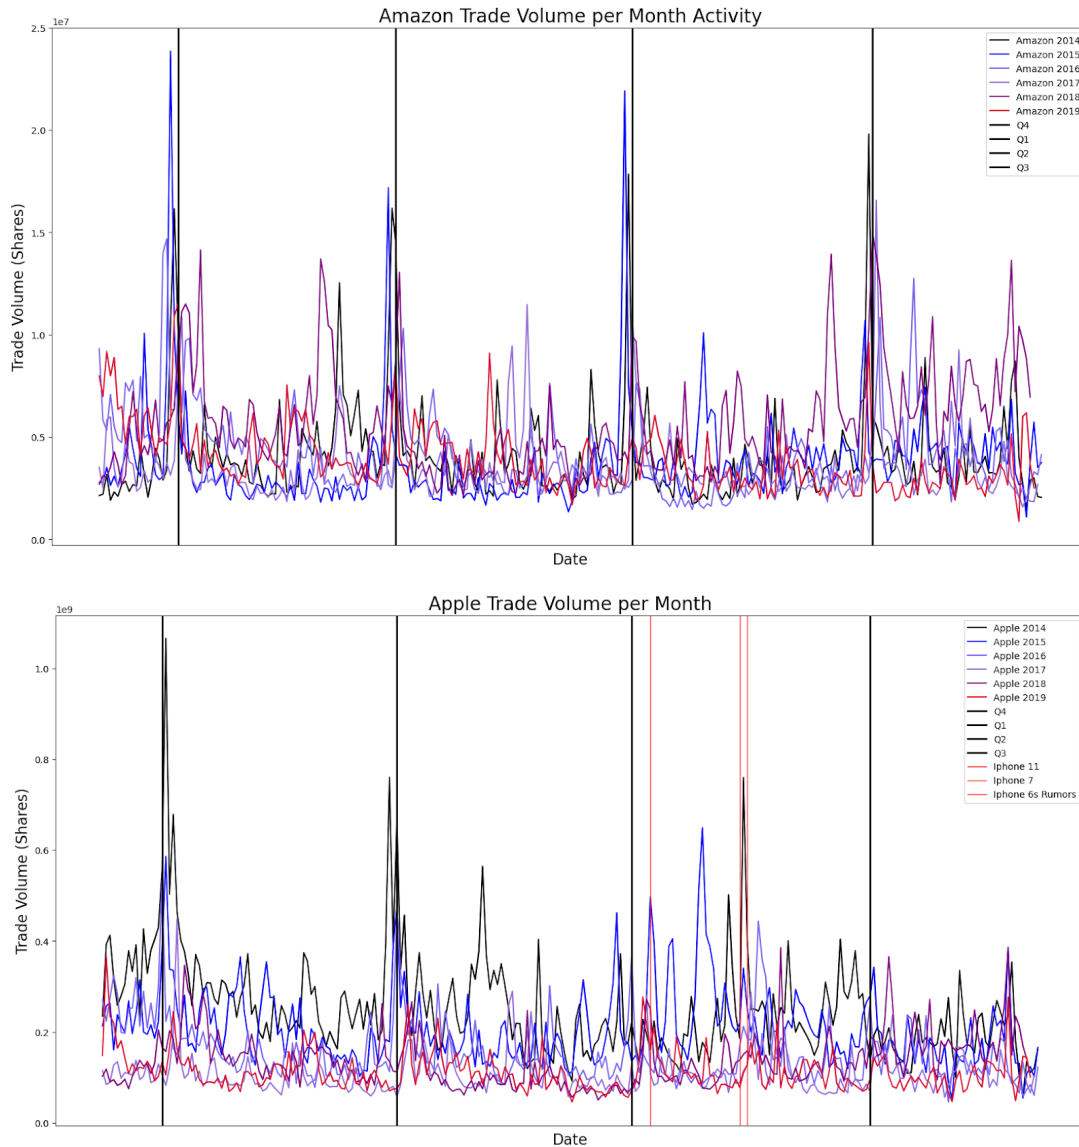 Amazon Trade Volume per Month Activity
1e7
2.5
2.0
1.5
1.0
0.5
0.0
Trade Volume (Shares)
Date
Amazon 2014
Amazon 2015
Amazon 2016
Amazon 2017
Amazon 2018
Amazon 2019
Q4
Q1
Q2
Q3
Apple Trade Volume per Month
1e9
1.0
0.8
0.6
0.4
0.2
0.0
Trade Volume (Shares)
Date
Apple 2014
Apple 2015
Apple 2016
Apple 2017
Apple 2018
Apple 2019
Q4
Q1
Q2
Q3
Iphone 11
Iphone 7
Iphone 6s Rumors